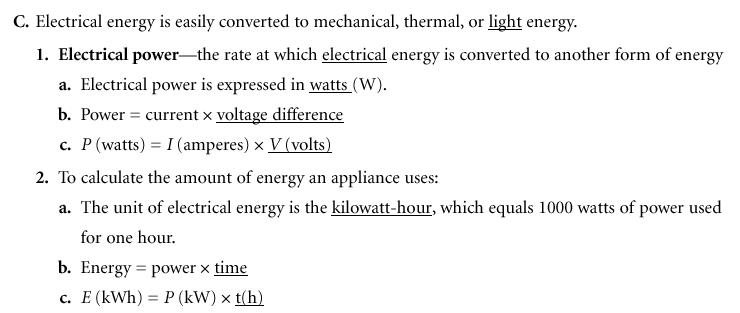 C. Electrical energy is easily converted to mechanical, thermal, or light energy.
1. Electrical power—the rate at which electrical energy is converted to another form of energy
a. Electrical power is expressed in watts (W).
b. Power = current × voltage difference
c. P (watts) = I (amperes) × V (volts)
2. To calculate the amount of energy an appliance uses:
a. The unit of electrical energy is the kilowatt-hour, which equals 1000 watts of power used
for one hour.
b. Energy = power × time
c. E (kWh) = P (kW) × t(h)